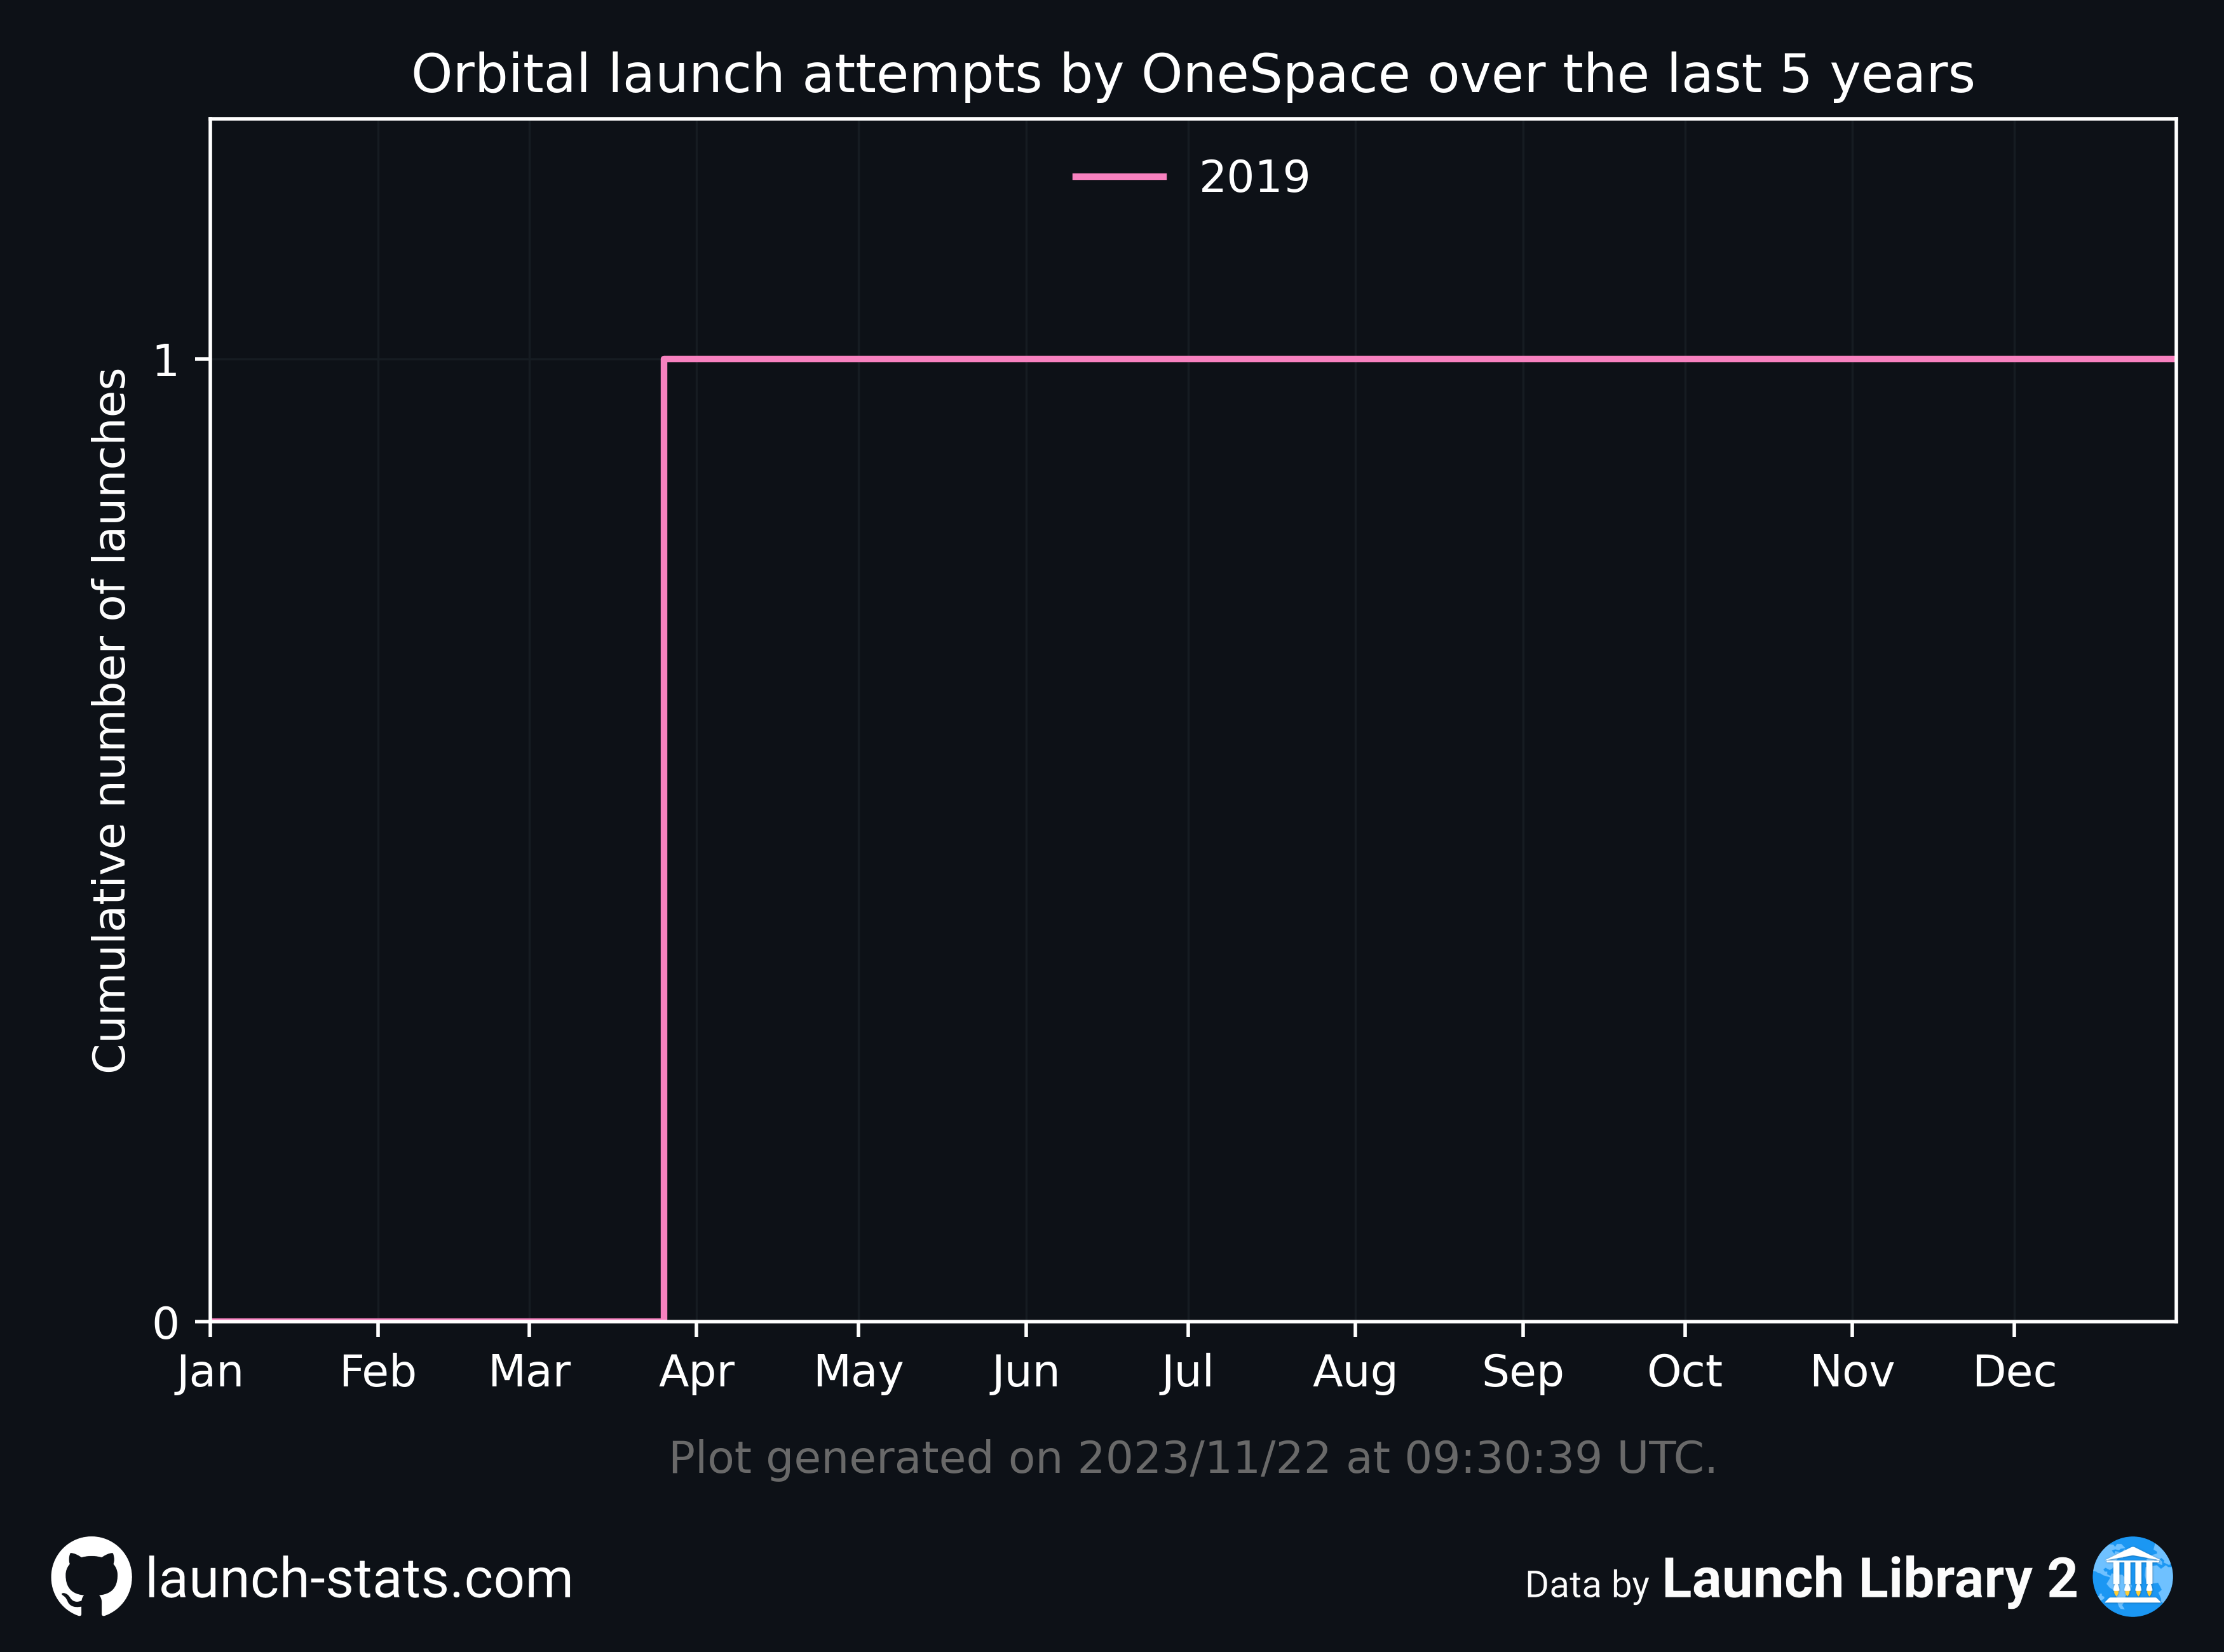 Orbital launch attempts by OneSpace over the last 5 years
2019
Cumulative number of launches
1
0
Jan Feb Mar Apr May Jun Jul Aug Sep Oct Nov Dec
Plot generated on 2023/11/22 at 09:30:39 UTC.
launch-stats.com
Data by Launch Library 2